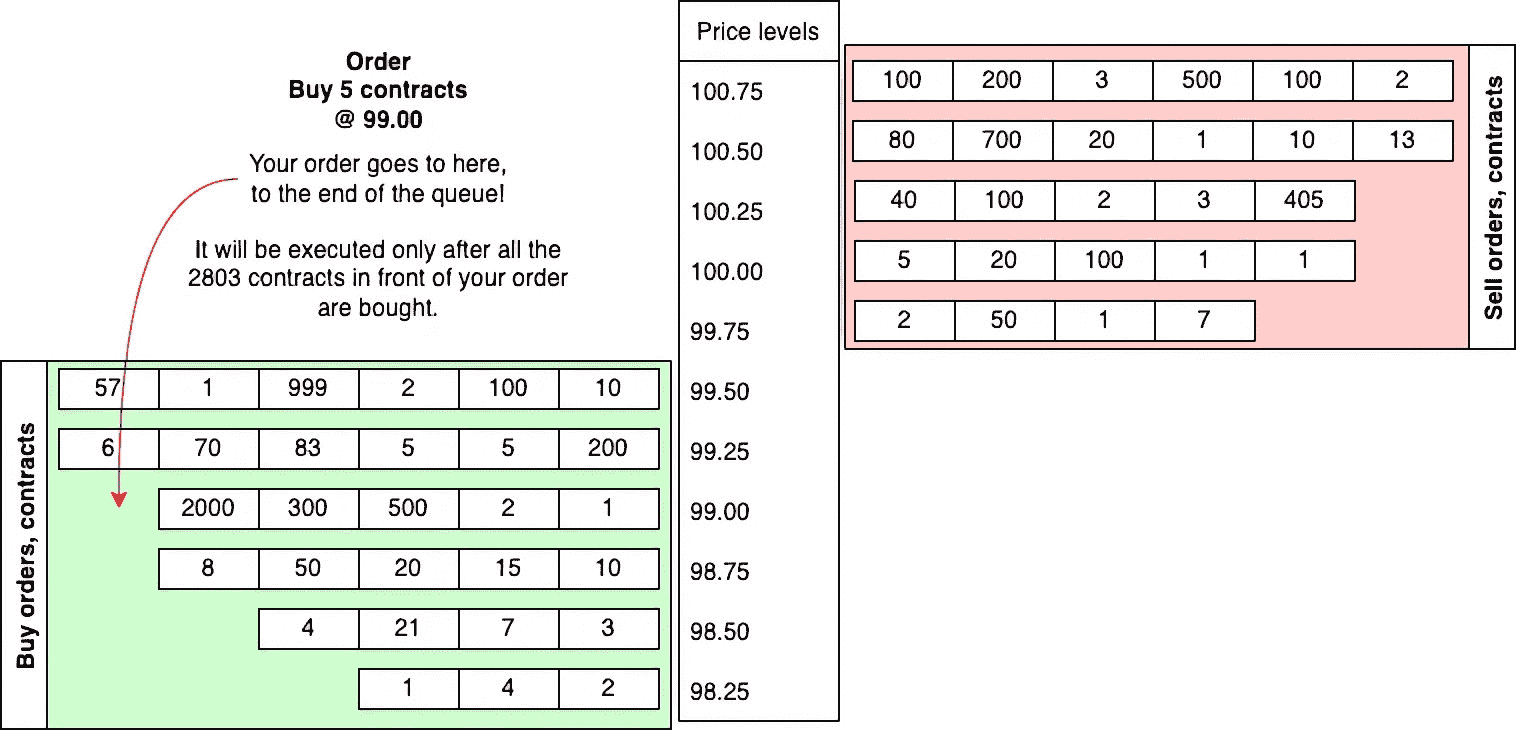 Order
Buy 5 contracts
@ 99.00
Your order goes to here,
to the end of the queue!
It will be executed only after all the
2803 contracts in front of your order
are bought.
Price levels
100.75
100.50
100.25
100.00
99.75
99.50
99.25
99.00
98.75
98.50
98.25
100 200 3 500 100 2
80 700 20 1 10 13
40 100 2 3 405
5 20 100 1 1
2 50 1 7
Sell orders, contracts
Buy orders, contracts
57 1 999 2 100 10
6 70 83 5 5 200
2000 300 500 2 1
8 50 20 15 10
4 21 7 3
1 4 2